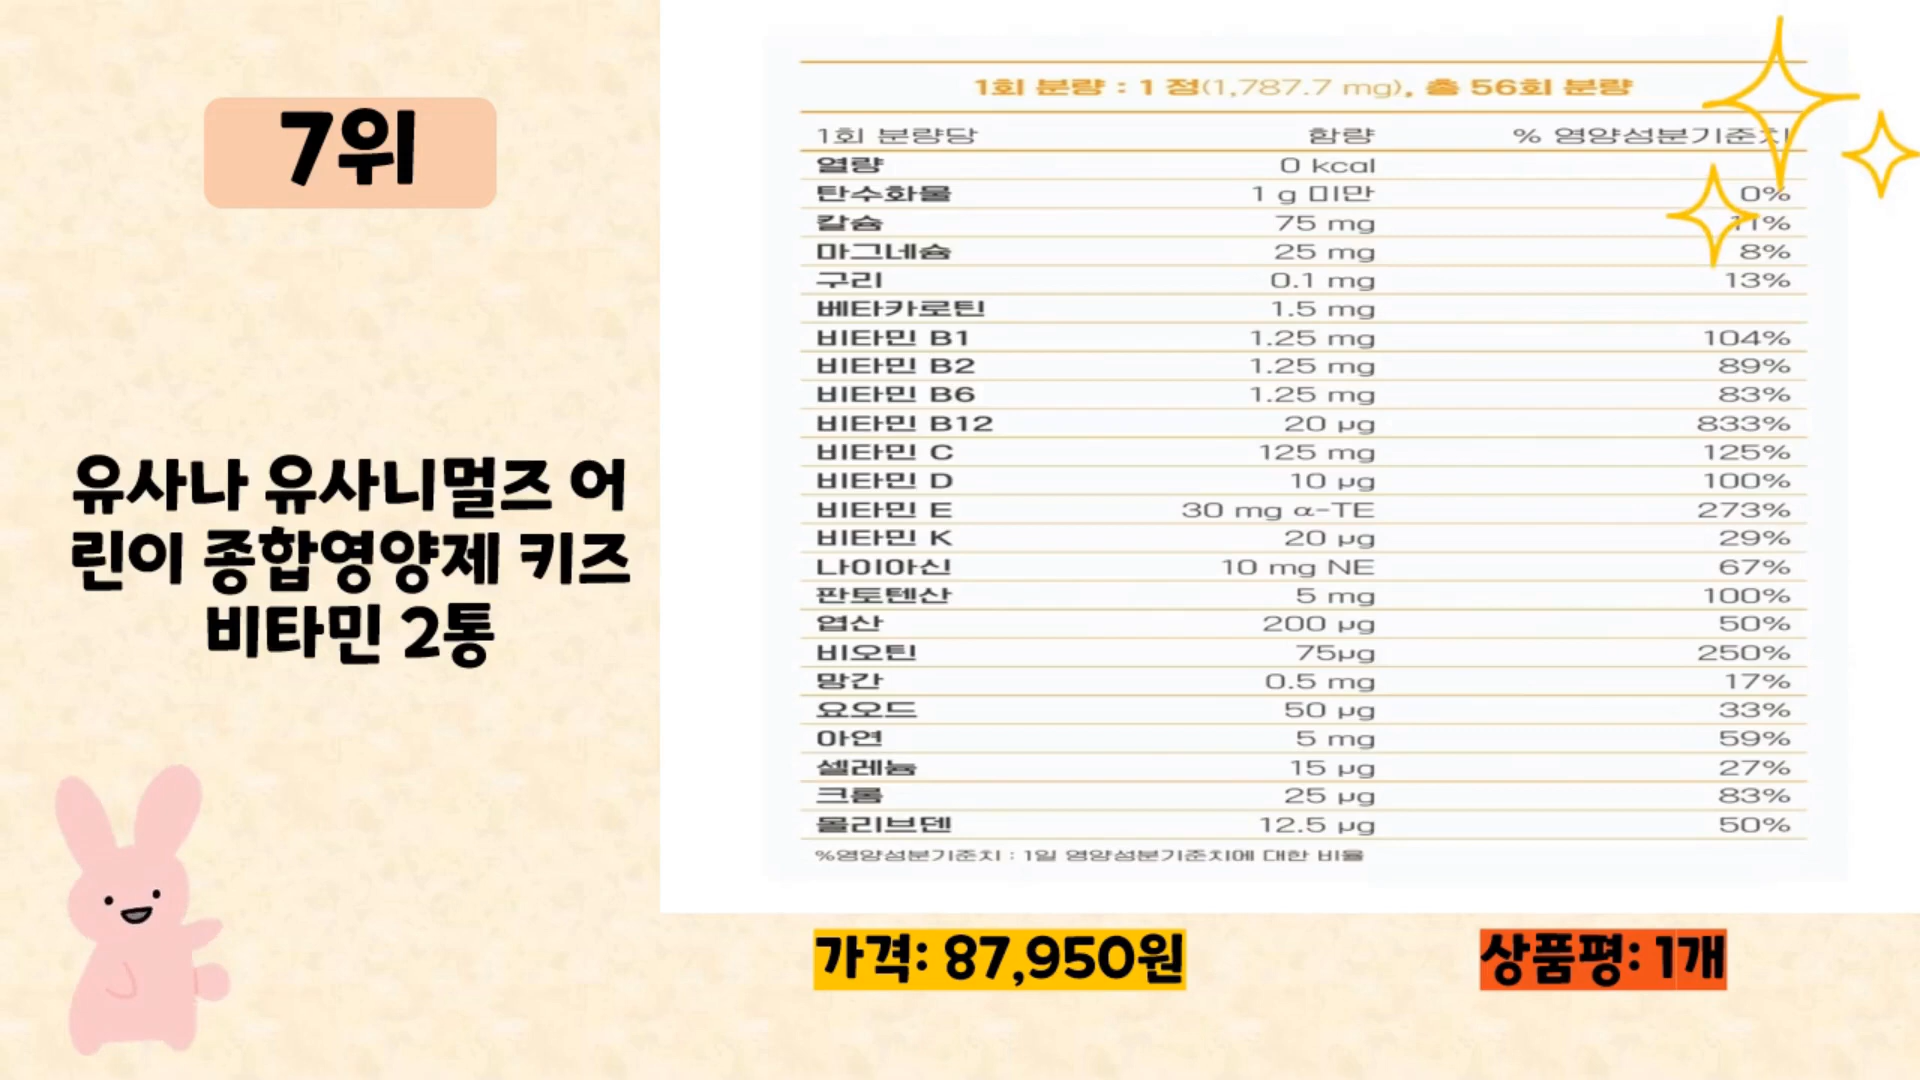 7위
유사나 유사니멀즈 어
린이 종합영양제 키즈
비타민 2통
1회 분량 : 1 정(1,787.7 mg), 총 56회 분량
1회 분량당 함량 % 영양성분기준치
열량 0 kcal
탄수화물 1 g 미만 0%
칼슘 75 mg 11%
마그네슘 25 mg 8%
구리 0.1 mg 13%
베타카로틴 1.5 mg
비타민 B1 1.25 mg 104%
비타민 B2 1.25 mg 89%
비타민 B6 1.25 mg 83%
비타민 B12 20 µg 833%
비타민 C 125 mg 125%
비타민 D 10 µg 100%
비타민 E 30 mg α-TE 273%
비타민 K 20 µg 29%
나이아신 10 mg NE 67%
판토텐산 5 mg 100%
엽산 200 µg 50%
비오틴 75µg 250%
망간 0.5 mg 17%
요오드 50 µg 33%
아연 5 mg 59%
셀레늄 15 µg 27%
크롬 25 µg 83%
몰리브덴 12.5 µg 50%
%영양성분기준치 : 1일 영양성분기준치에 대한 비율
가격: 87,950원
상품평: 1개